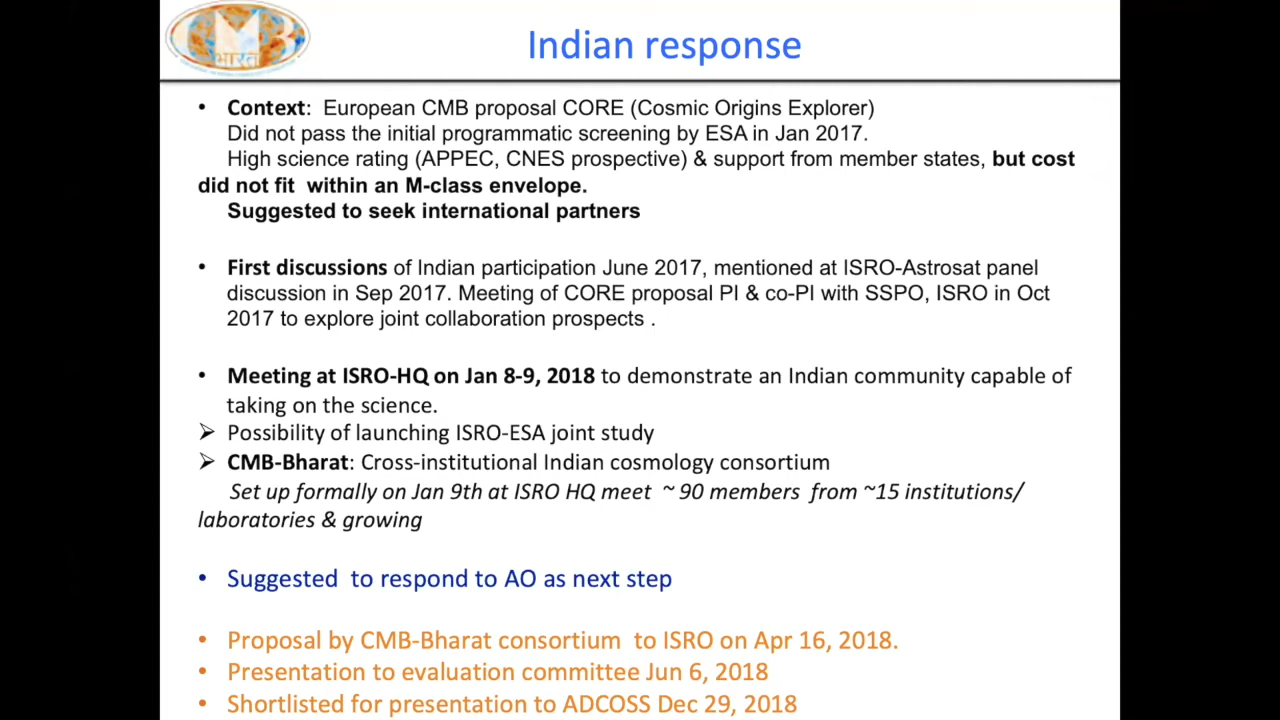 CMB
भारत
Indian response
• Context: European CMB proposal CORE (Cosmic Origins Explorer)
Did not pass the initial programmatic screening by ESA in Jan 2017.
High science rating (APPEC, CNES prospective) & support from member states, but cost
did not fit within an M-class envelope.
Suggested to seek international partners
• First discussions of Indian participation June 2017, mentioned at ISRO-Astrosat panel
discussion in Sep 2017. Meeting of CORE proposal PI & co-PI with SSPO, ISRO in Oct
2017 to explore joint collaboration prospects .
• Meeting at ISRO-HQ on Jan 8-9, 2018 to demonstrate an Indian community capable of
taking on the science.
➢ Possibility of launching ISRO-ESA joint study
➢ CMB-Bharat: Cross-institutional Indian cosmology consortium
Set up formally on Jan 9th at ISRO HQ meet ~ 90 members from ~15 institutions/
laboratories & growing
• Suggested to respond to AO as next step
• Proposal by CMB-Bharat consortium to ISRO on Apr 16, 2018.
• Presentation to evaluation committee Jun 6, 2018
• Shortlisted for presentation to ADCOSS Dec 29, 2018